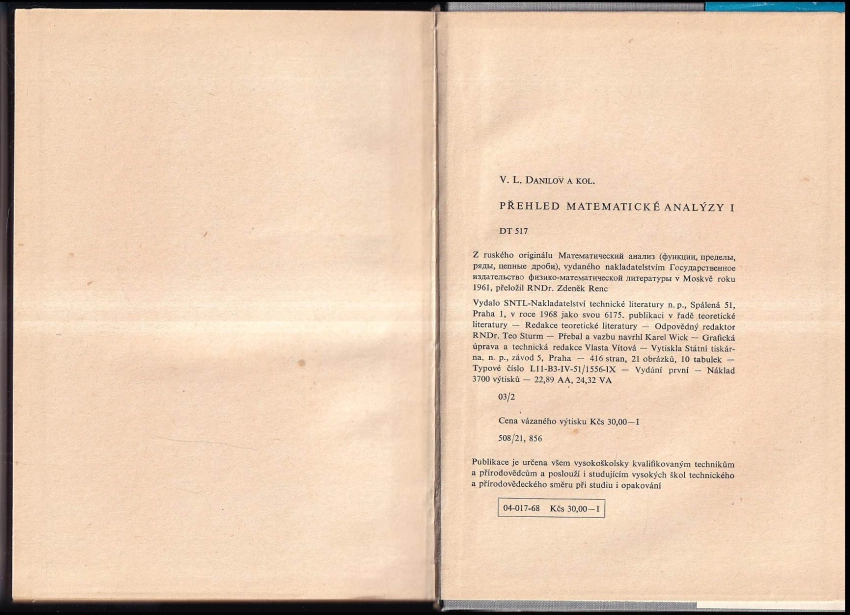 V. L. DANILOV A KOL.
PŘEHLED MATEMATICKÉ ANALÝZY I
DT 517
Z ruského originálu Математический анализ (функции, пределы,
ряды, цепные дроби), vydaného nakladatelstvím Государственное
издательство физико-математической литературы v Moskvě roku
1961, přeložil RNDr. Zdeněk Renc
Vydalo SNTL-Nakladatelství technické literatury n. p., Spálená 51,
Praha 1, v roce 1968 jako svou 6175. publikaci v řadě teoretické
literatury — Redakce teoretické literatury — Odpovědný redaktor
RNDr. Teo Sturm — Přebal a vazbu navrhl Karel Wick — Grafická
úprava a technická redakce Vlasta Vítová — Vytiskla Státní tiskár-
na, n. p., závod 5, Praha — 416 stran, 21 obrázků, 10 tabulek —
Typové číslo L11-B3-IV-51/1556-IX — Vydání první — Náklad
3700 výtisků — 22,89 AA, 24,32 VA
03/2
Cena vázaného výtisku Kčs 30,00—I
508/21, 856
Publikace je určena všem vysokoškolsky kvalifikovaným technikům
a přírodovědcům a poslouží i studujícím vysokých škol technického
a přírodovědeckého směru při studiu i opakování
04-017-68 Kčs 30,00—I